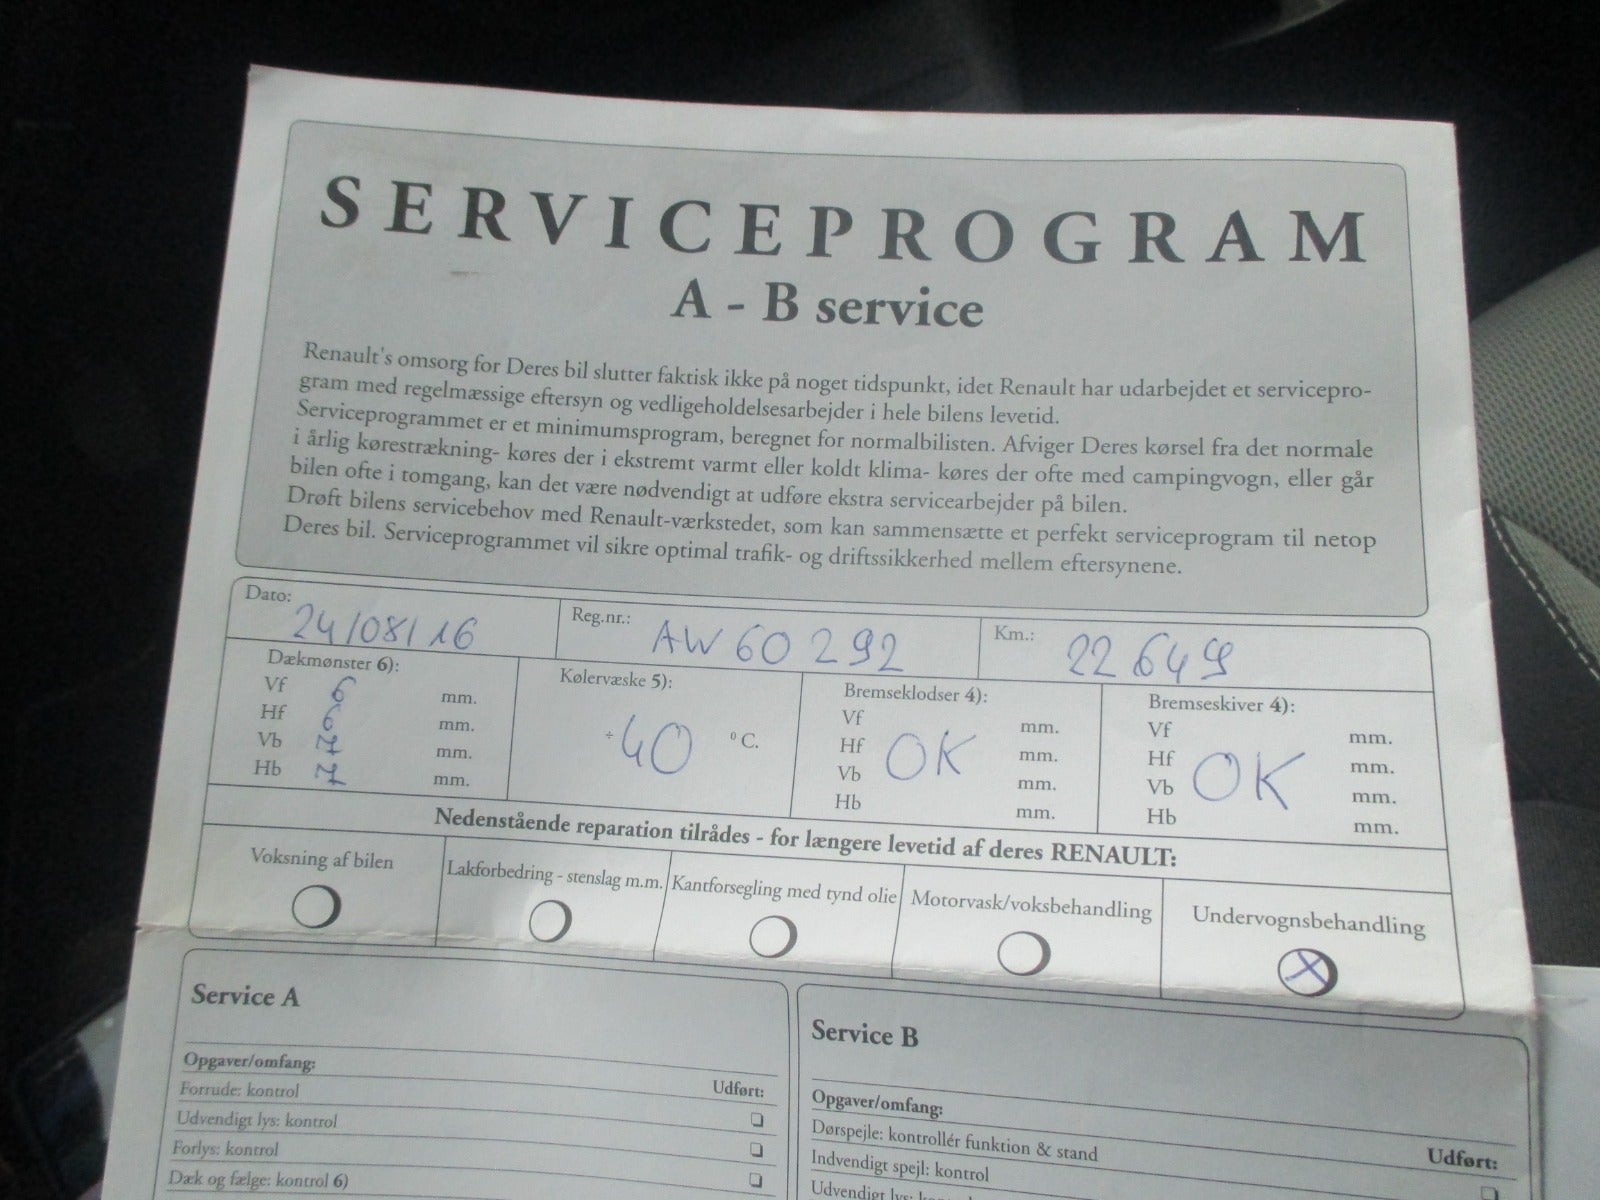 SERVICEPROGRAM
A - B service
Renault's omsorg for Deres bil slutter faktisk ikke på noget tidspunkt, idet Renault har udarbejdet et servicepro-
gram med regelmæssige eftersyn og vedligeholdelsesarbejder i hele bilens levetid.
Serviceprogrammet er et minimumsprogram, beregnet for normalbilisten. Afviger Deres kørsel fra det normale
i årlig kørestrækning- køres der i ekstremt varmt eller koldt klima- køres der ofte med campingvogn, eller går
bilen ofte i tomgang, kan det være nødvendigt at udføre ekstra servicearbejder på bilen.
Drøft bilens servicebehov med Renault-værkstedet, som kan sammensætte et perfekt serviceprogram til netop
Deres bil. Serviceprogrammet vil sikre optimal trafik- og driftssikkerhed mellem eftersynene.
Dato: 24/08/16 Reg.nr.: AW 60 292 Km.: 22 649
Dækmønster 6): Kølervæske 5): Bremseklodser 4): Bremseskiver 4):
Vf 6 mm. Vf mm. Vf mm.
Hf 6 mm. ÷ 40 ⁰ C. Hf OK mm. Hf OK mm.
Vb 7 mm. Vb mm. Vb mm.
Hb 7 mm. Hb mm. Hb mm.
Nedenstående reparation tilrådes - for længere levetid af deres RENAULT:
Voksning af bilen Lakforbedring - stenslag m.m. Kantforsegling med tynd olie Motorvask/voksbehandling Undervognsbehandling
X
Service A Service B
Opgaver/omfang: Udført: Opgaver/omfang: Udført:
Forrude: kontrol Dørspejle: kontrollér funktion & stand
Udvendigt lys: kontrol Indvendigt spejl: kontrol
Forlys: kontrol Udvendigt lys:
Dæk og fælge: kontrol 6)